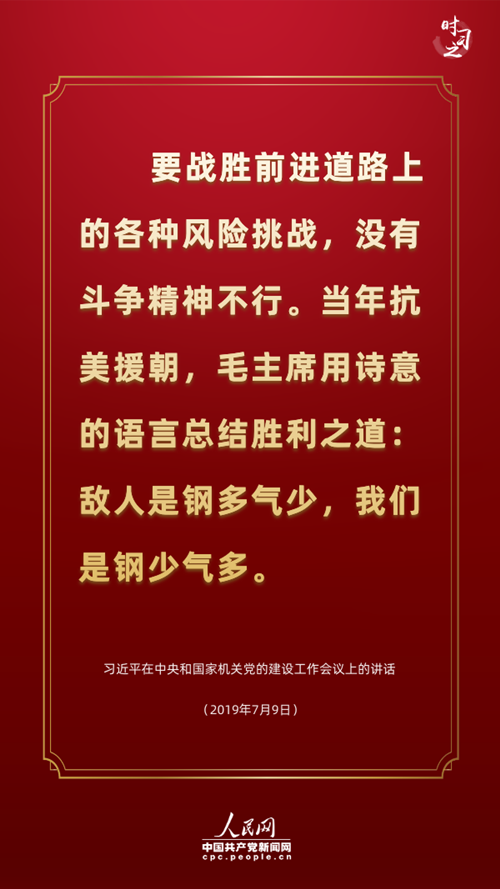 时习之
要战胜前进道路上
的各种风险挑战，没有
斗争精神不行。当年抗
美援朝，毛主席用诗意
的语言总结胜利之道：
敌人是钢多气少，我们
是钢少气多。
习近平在中央和国家机关党的建设工作会议上的讲话
（2019年7月9日）
人民网
中国共产党新闻网
cpc.people.cn